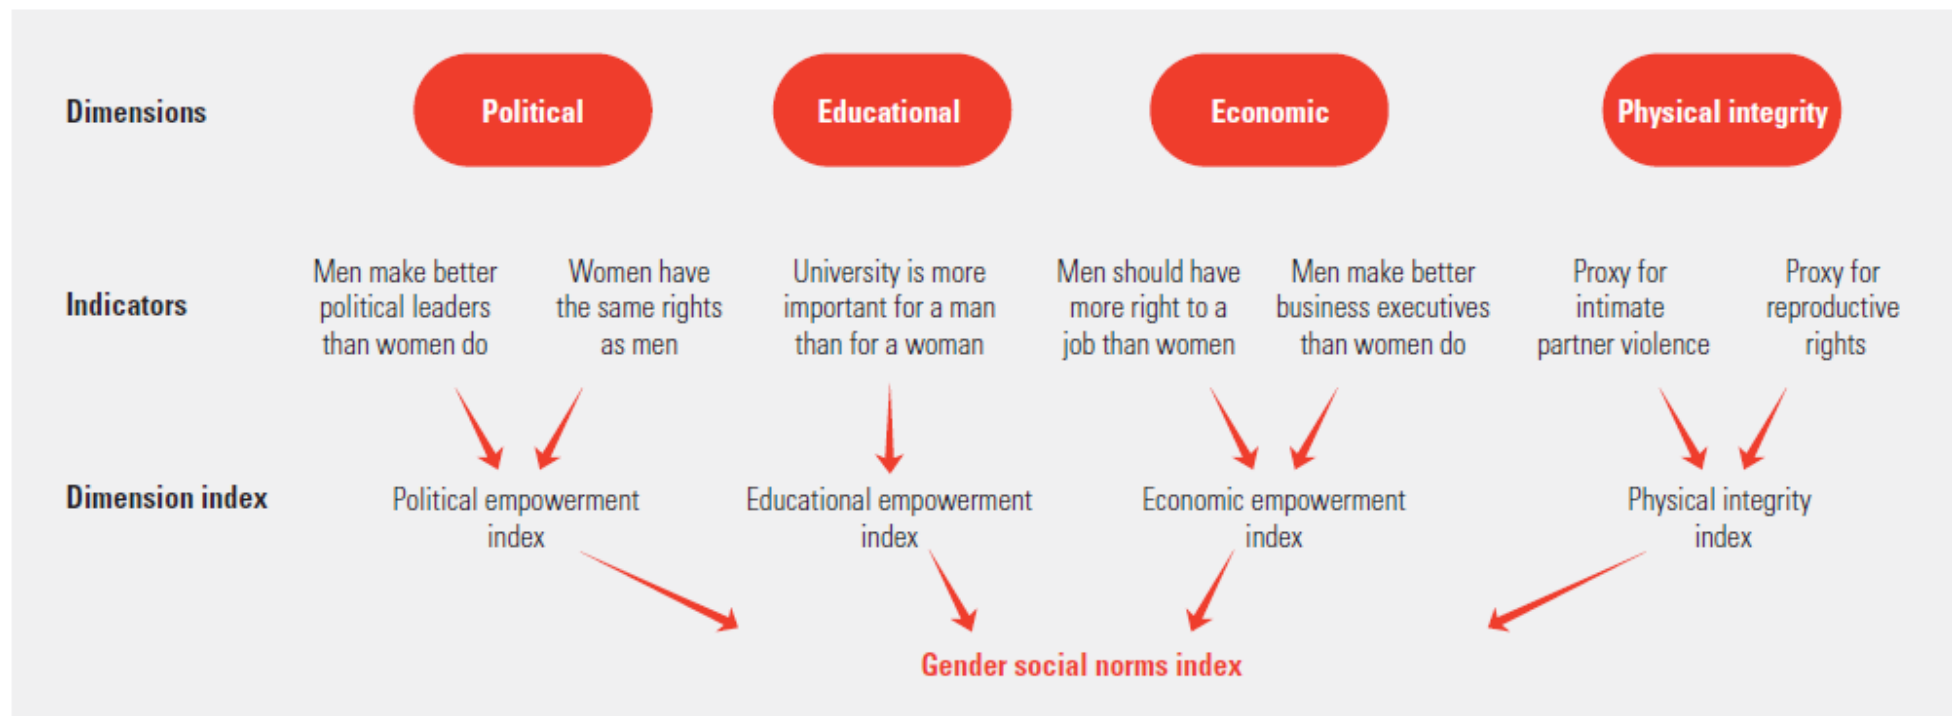 Dimensions
Political
Educational
Economic
Physical integrity
Indicators
Men make better
political leaders
than women do
Women have
the same rights
as men
University is more
important for a man
than for a woman
Men should have
more right to a
job than women
Men make better
business executives
than women do
Proxy for
intimate
partner violence
Proxy for
reproductive
rights
Dimension index
Political empowerment
index
Educational empowerment
index
Economic empowerment
index
Physical integrity
index
Gender social norms index